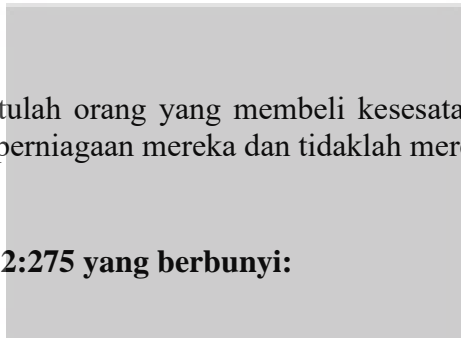 tulah orang yang membeli kesesata
perniagaan mereka dan tidaklah mer
2:275 yang berbunyi: